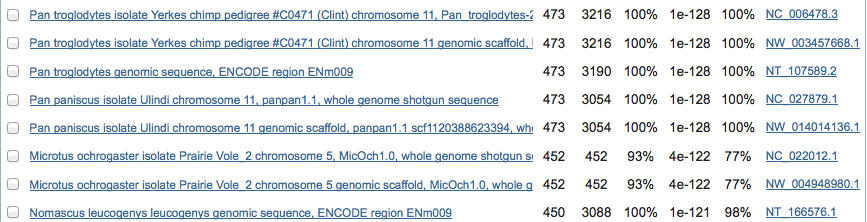 Pan troglodytes isolate Yerkes chimp pedigree #C0471 (Clint) chromosome 11, Pan_troglodytes-2 473 3216 100% 1e-128 100% NC_006478.3
Pan troglodytes isolate Yerkes chimp pedigree #C0471 (Clint) chromosome 11 genomic scaffold, 473 3216 100% 1e-128 100% NW_003457668.1
Pan troglodytes genomic sequence, ENCODE region ENm009 473 3190 100% 1e-128 100% NT_107589.2
Pan paniscus isolate Ulindi chromosome 11, panpan1.1, whole genome shotgun sequence 473 3054 100% 1e-128 100% NC_027879.1
Pan paniscus isolate Ulindi chromosome 11 genomic scaffold, panpan1.1 scf1120388623394, who 473 3054 100% 1e-128 100% NW_014014136.1
Microtus ochrogaster isolate Prairie Vole_2 chromosome 5, MicOch1.0, whole genome shotgun se 452 452 93% 4e-122 77% NC_022012.1
Microtus ochrogaster isolate Prairie Vole_2 chromosome 5 genomic scaffold, MicOch1.0, whole g 452 452 93% 4e-122 77% NW_004948980.1
Nomascus leucogenys leucogenys genomic sequence, ENCODE region ENm009 450 3088 100% 1e-121 98% NT_166576.1